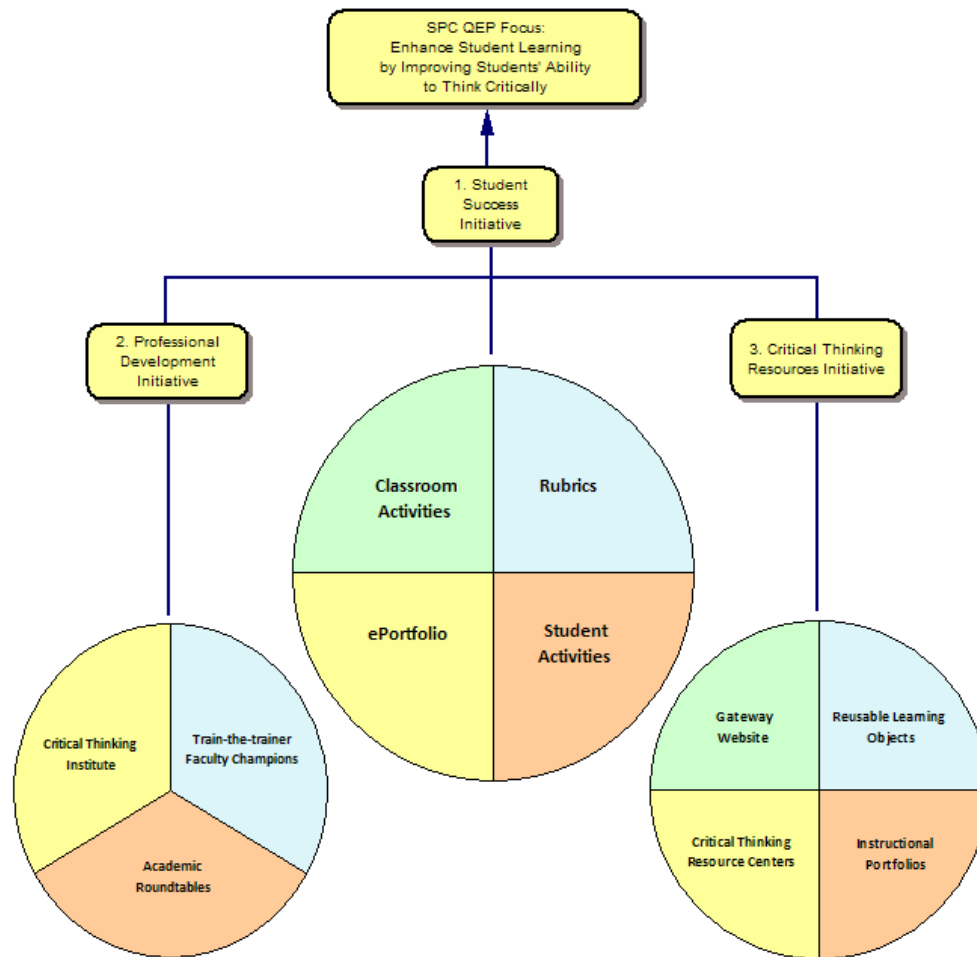 SPC QEP Focus:
Enhance Student Learning
by Improving Students' Ability
to Think Critically
1. Student
Success
Initiative
2. Professional
Development
Initiative
3. Critical Thinking
Resources Initiative
Classroom
Activities
Rubrics
ePortfolio
Student
Activities
Critical Thinking
Institute
Train-the-trainer
Faculty Champions
Academic
Roundtables
Gateway
Website
Reusable Learning
Objects
Critical Thinking
Resource Centers
Instructional
Portfolios